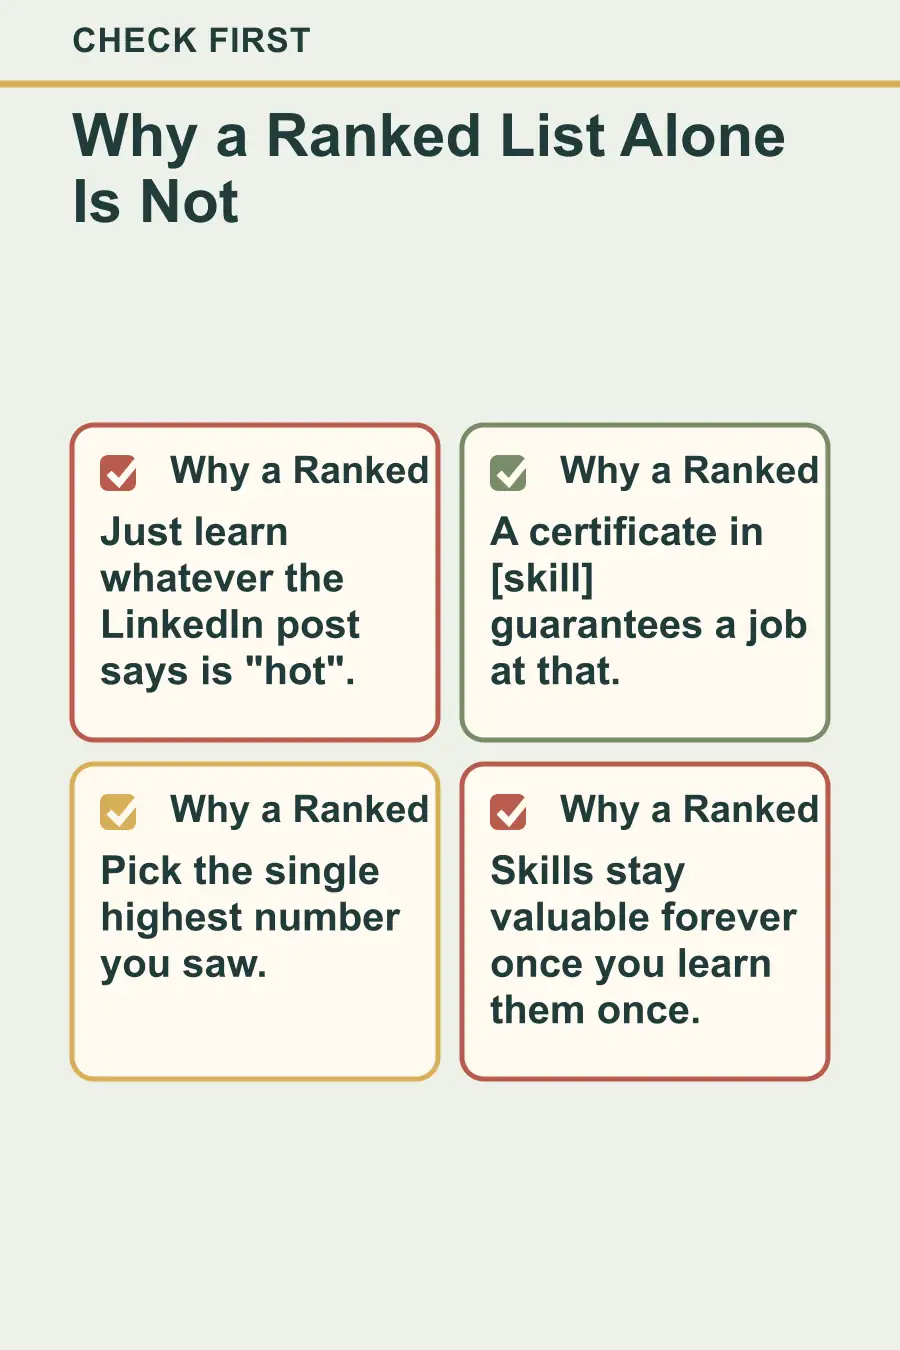 CHECK FIRST
Why a Ranked List Alone
Is Not
Why a Ranked
Just learn
whatever the
LinkedIn post
says is "hot".
Why a Ranked
A certificate in
[skill]
guarantees a job
at that.
Why a Ranked
Pick the single
highest number
you saw.
Why a Ranked
Skills stay
valuable forever
once you learn
them once.